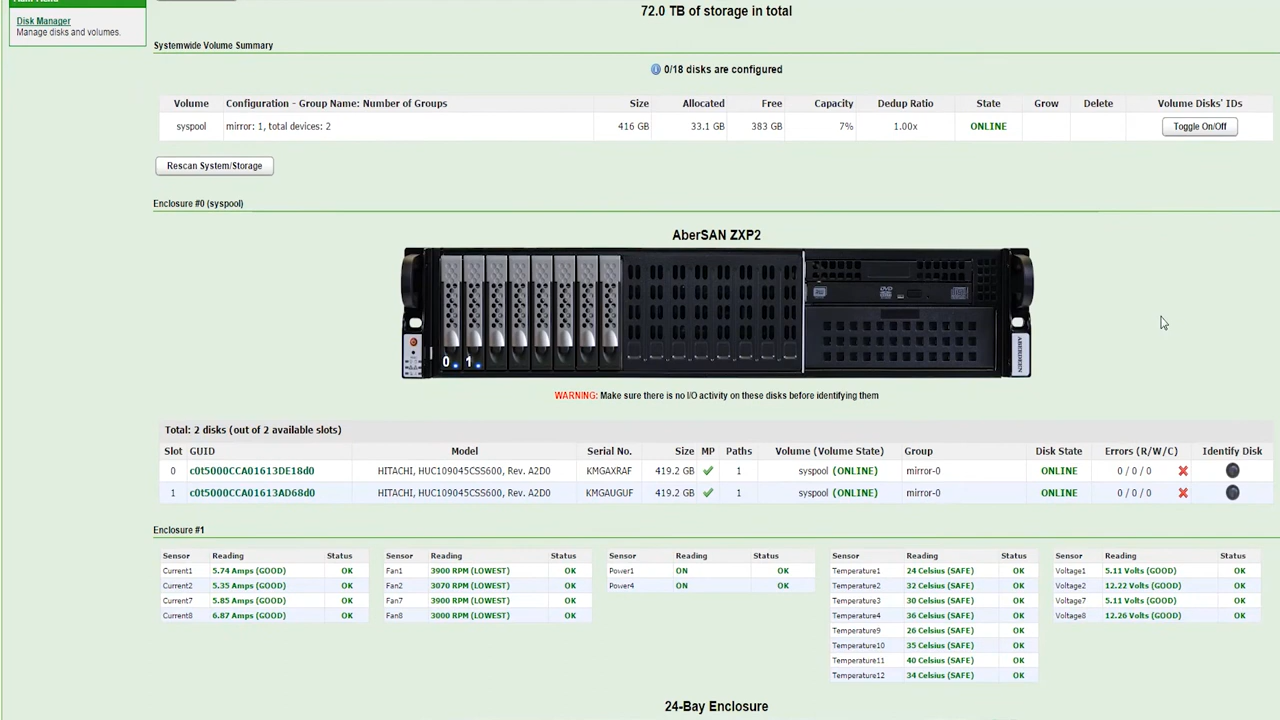 72.0 TB of storage in total
Disk Manager
Manage disks and volumes.
Systemwide Volume Summary
0/18 disks are configured
Volume Configuration - Group Name: Number of Groups Size Allocated Free Capacity Dedup Ratio State Grow Delete Volume Disks' IDs
syspool mirror: 1, total devices: 2 416 GB 33.1 GB 383 GB 7% 1.00x ONLINE Toggle On/Off
Rescan System/Storage
Enclosure #0 (syspool)
AberSAN ZXP2
ABERDEEN
0 1
WARNING: Make sure there is no I/O activity on these disks before identifying them
Total: 2 disks (out of 2 available slots)
Slot GUID Model Serial No. Size MP Paths Volume (Volume State) Group Disk State Errors (R/W/C) Identify Disk
0 c0t5000CCA01613DE18d0 HITACHI, HUC109045CSS600, Rev. A2D0 KMGAXRAF 419.2 GB 1 syspool (ONLINE) mirror-0 ONLINE 0 / 0 / 0
1 c0t5000CCA01613AD68d0 HITACHI, HUC109045CSS600, Rev. A2D0 KMGAUGUF 419.2 GB 1 syspool (ONLINE) mirror-0 ONLINE 0 / 0 / 0
Enclosure #1
Sensor Reading Status Sensor Reading Status Sensor Reading Status Sensor Reading Status Sensor Reading Status
Current1 5.74 Amps (GOOD) OK Fan1 3900 RPM (LOWEST) OK Power1 ON OK Temperature1 24 Celsius (SAFE) OK Voltage1 5.11 Volts (GOOD) OK
Current2 5.35 Amps (GOOD) OK Fan2 3070 RPM (LOWEST) OK Power4 ON OK Temperature2 32 Celsius (SAFE) OK Voltage2 12.22 Volts (GOOD) OK
Current7 5.85 Amps (GOOD) OK Fan7 3900 RPM (LOWEST) OK Temperature3 30 Celsius (SAFE) OK Voltage7 5.11 Volts (GOOD) OK
Current8 6.87 Amps (GOOD) OK Fan8 3000 RPM (LOWEST) OK Temperature4 36 Celsius (SAFE) OK Voltage8 12.26 Volts (GOOD) OK
Temperature9 26 Celsius (SAFE) OK
Temperature10 35 Celsius (SAFE) OK
Temperature11 40 Celsius (SAFE) OK
Temperature12 34 Celsius (SAFE) OK
24-Bay Enclosure